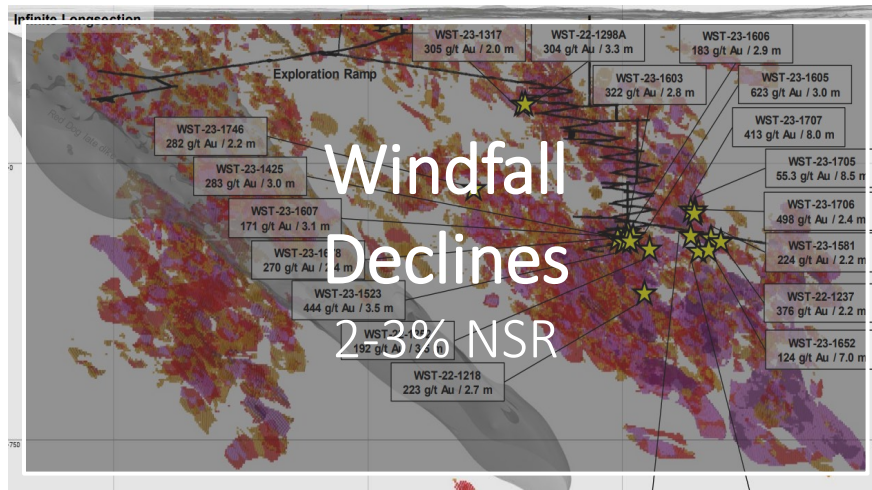 Infinite Longsection
WST-23-1317
305 g/t Au / 2.0 m
WST-22-1298A
304 g/t Au / 3.3 m
WST-23-1606
183 g/t Au / 2.9 m
Exploration Ramp
WST-23-1603
322 g/t Au / 2.8 m
WST-23-1605
623 g/t Au / 3.0 m
WST-23-1707
413 g/t Au / 8.0 m
WST-23-1746
282 g/t Au / 2.2 m
WST-23-1425
283 g/t Au / 3.0 m
WST-23-1705
55.3 g/t Au / 8.5 m
Windfall
WST-23-1607
171 g/t Au / 3.1 m
WST-23-1706
498 g/t Au / 2.4 m
WST-23-1581
224 g/t Au / 2.2 m
Declines
270 g/t Au / 2.4 m
WST-23-1523
444 g/t Au / 3.5 m
WST-22-1237
376 g/t Au / 2.2 m
2-3% NSR
192 g/t Au
WST-23-1652
124 g/t Au / 7.0 m
WST-22-1218
223 g/t Au / 2.7 m